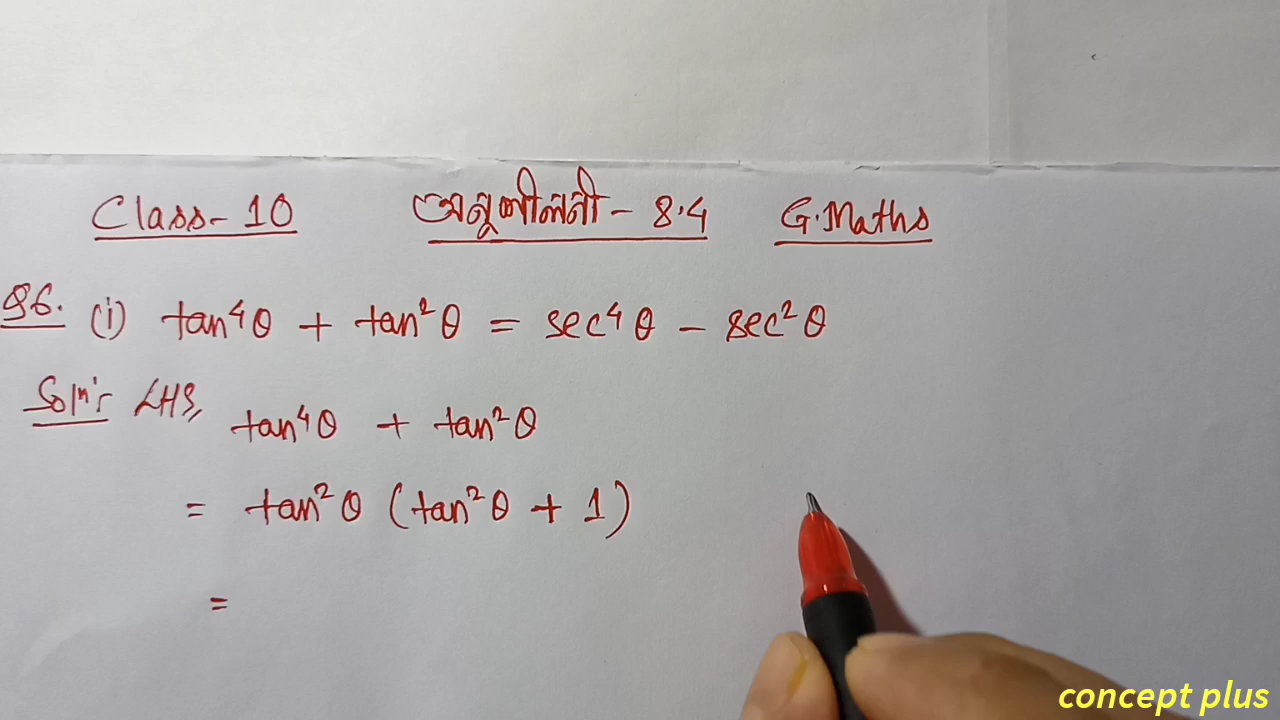 Class-10 অনুশীলনী-8.4 G.Maths
Q6. (i) tan⁴θ + tan²θ = sec⁴θ - sec²θ
Solⁿ: LHS, tan⁴θ + tan²θ
= tan²θ (tan²θ + 1)
=
concept plus